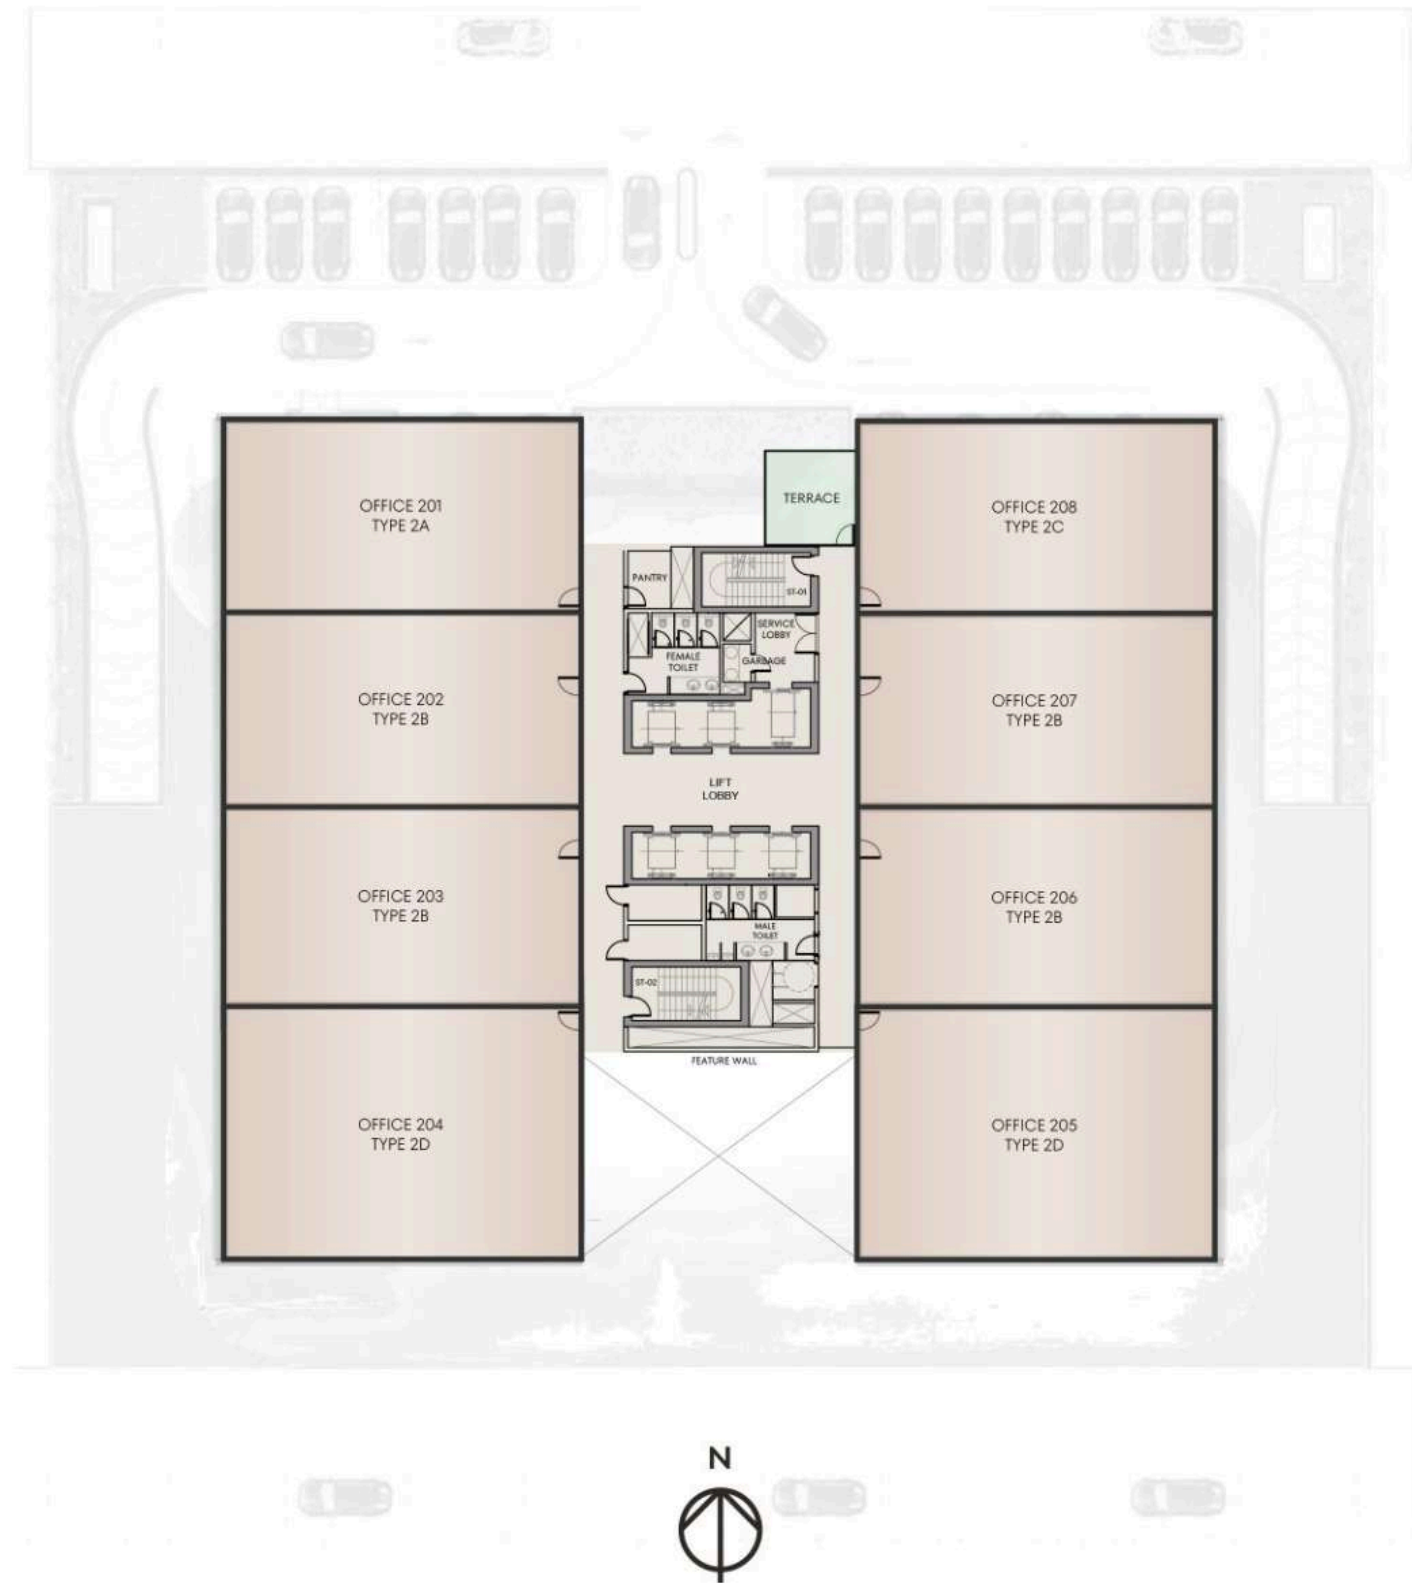 TERRACE
OFFICE 201
TYPE 2A
OFFICE 208
TYPE 2C
PANTRY
ST-01
SERVICE
LOBBY
FEMALE
TOILET
GARBAGE
OFFICE 202
TYPE 2B
OFFICE 207
TYPE 2B
LIFT
LOBBY
OFFICE 203
TYPE 2B
OFFICE 206
TYPE 2B
MALE
TOILET
ST-02
FEATURE WALL
OFFICE 204
TYPE 2D
OFFICE 205
TYPE 2D
N